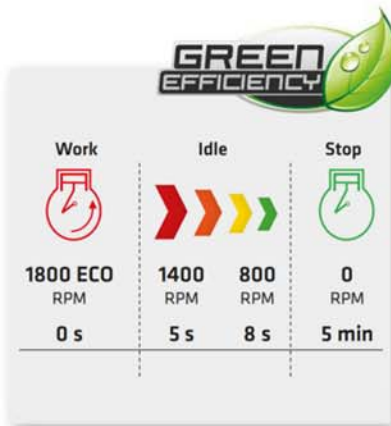 GREEN
EFFICIENCY
Work Idle Stop
1800 ECO 1400 800 0
RPM RPM RPM RPM
0 s 5 s 8 s 5 min